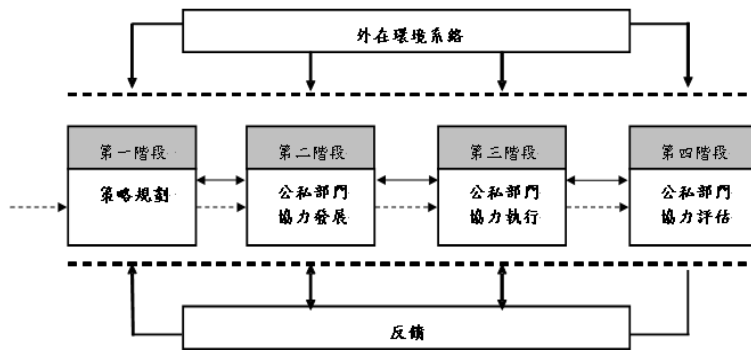 外在環境系絡
第一階段
第二階段
第三階段
第四階段
策略規劃
公私部門
協力發展
公私部門
協力執行
公私部門
協力評估
反饋